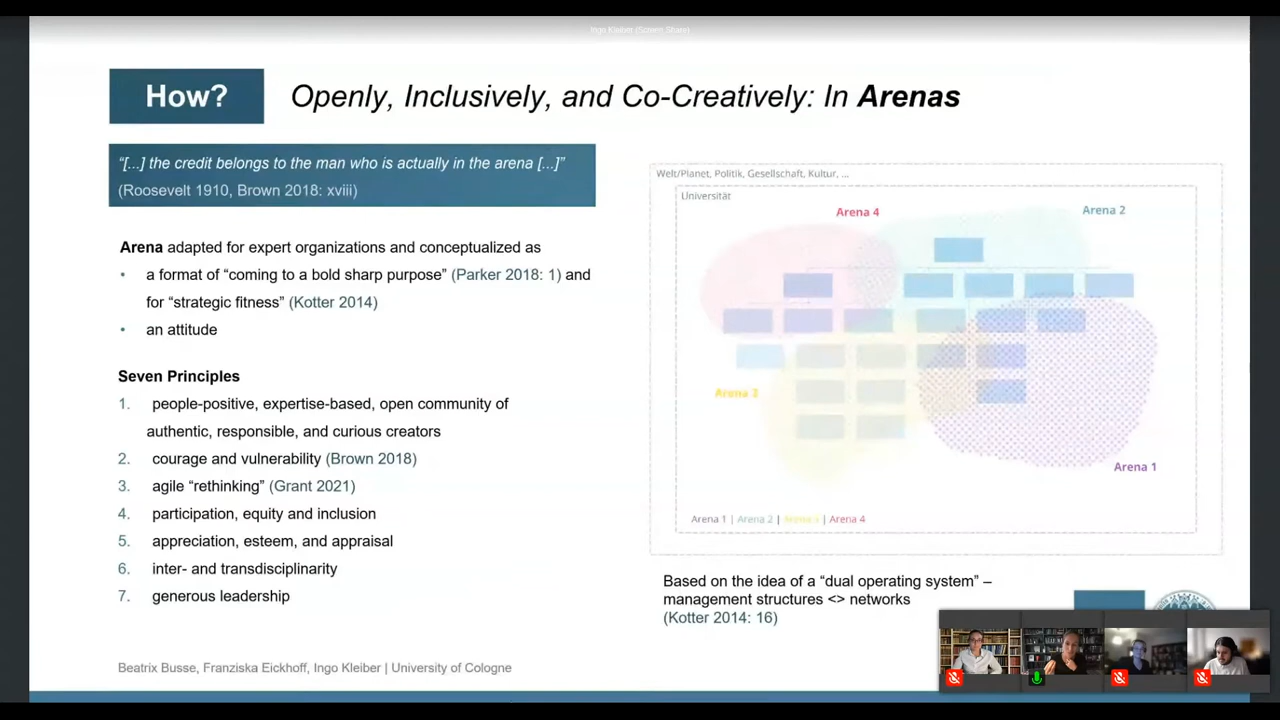 Ingo Kleiber (Screen Share)
How?
Openly, Inclusively, and Co-Creatively: In Arenas
“[...] the credit belongs to the man who is actually in the arena [...]”
(Roosevelt 1910, Brown 2018: xviii)
Arena adapted for expert organizations and conceptualized as
• a format of “coming to a bold sharp purpose” (Parker 2018: 1) and
for “strategic fitness” (Kotter 2014)
• an attitude
Seven Principles
1. people-positive, expertise-based, open community of
authentic, responsible, and curious creators
2. courage and vulnerability (Brown 2018)
3. agile “rethinking” (Grant 2021)
4. participation, equity and inclusion
5. appreciation, esteem, and appraisal
6. inter- and transdisciplinarity
7. generous leadership
Welt/Planet, Politik, Gesellschaft, Kultur, ...
Universität
Arena 4
Arena 2
Arena 3
Arena 1
Arena 1 | Arena 2 | Arena 3 | Arena 4
Based on the idea of a “dual operating system” –
management structures <> networks
(Kotter 2014: 16)
Beatrix Busse, Franziska Eickhoff, Ingo Kleiber | University of Cologne